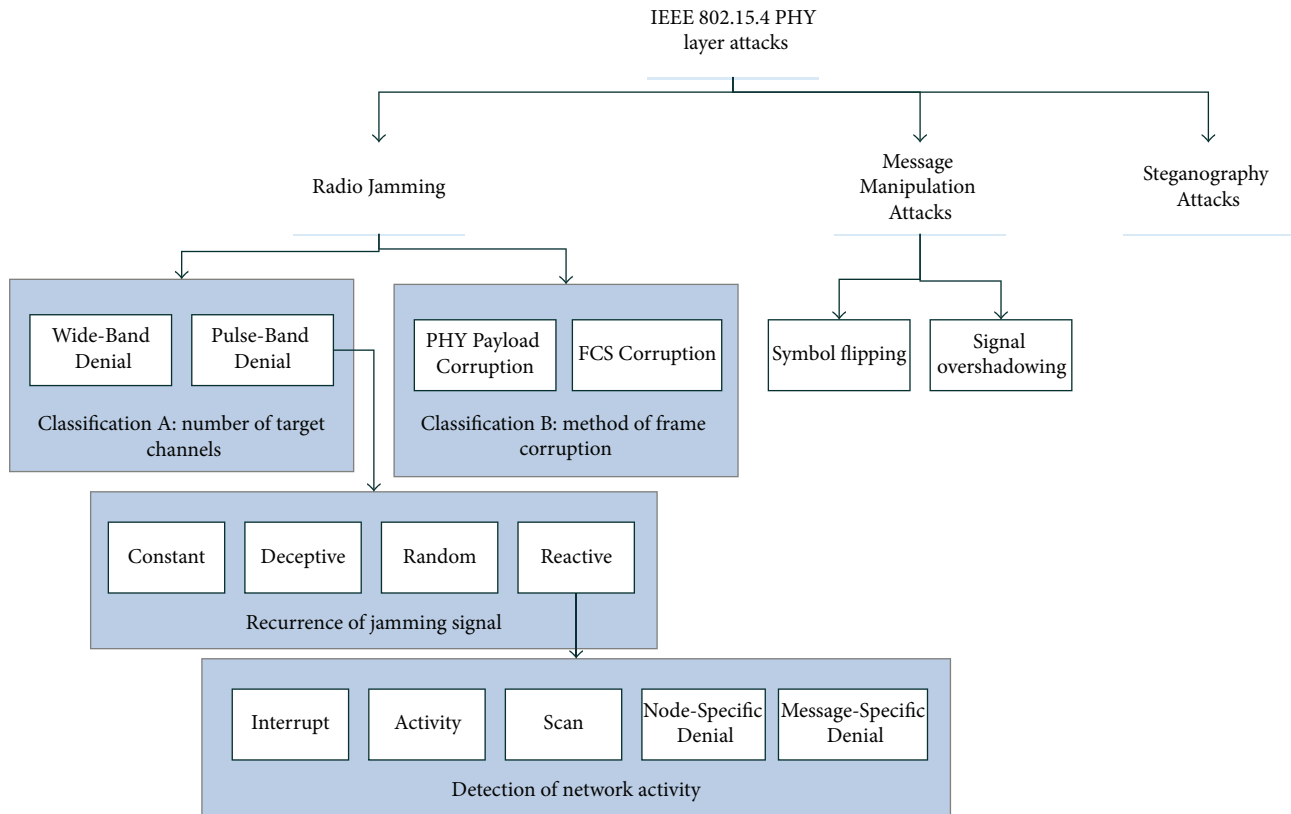 IEEE 802.15.4 PHY
layer attacks
Radio Jamming
Message
Manipulation
Attacks
Steganography
Attacks
Wide-Band
Denial
Pulse-Band
Denial
Classification A: number of target
channels
PHY Payload
Corruption
FCS Corruption
Classification B: method of frame
corruption
Symbol flipping
Signal
overshadowing
Constant
Deceptive
Random
Reactive
Recurrence of jamming signal
Interrupt
Activity
Scan
Node-Specific
Denial
Message-Specific
Denial
Detection of network activity